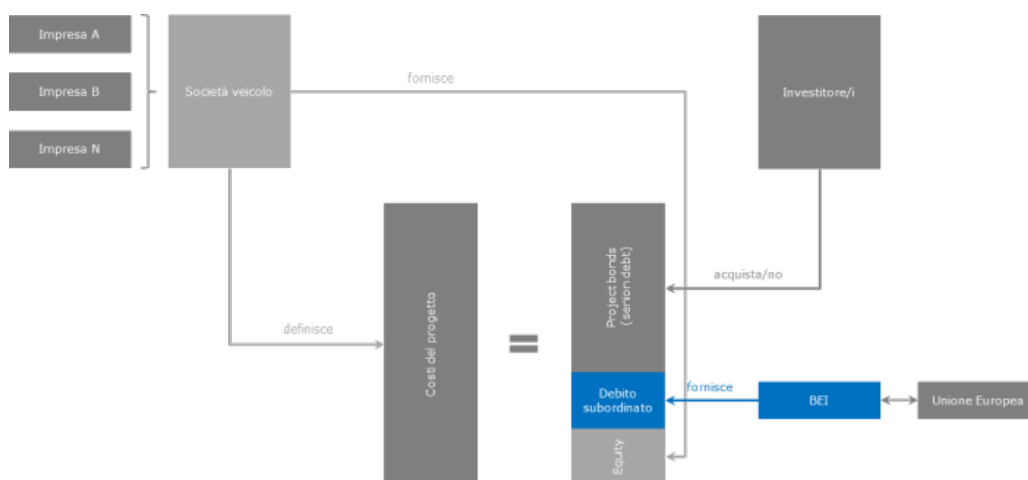 Impresa A
Impresa B
Impresa N
Società veicolo
fornisce
Investitore/i
acquista/no
definisce
Costi del progetto
=
Project bonds
(senion debt)
Debito
subordinato
Equity
fornisce
BEI
Unione Europea